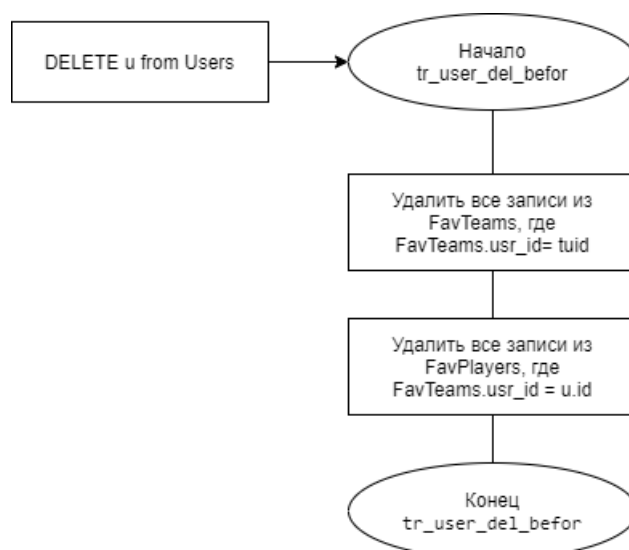 DELETE u from Users
Начало
tr_user_del_befor
Удалить все записи из
FavTeams, где
FavTeams.usr_id= tuid
Удалить все записи из
FavPlayers, где
FavTeams.usr_id = u.id
Конец
tr_user_del_befor